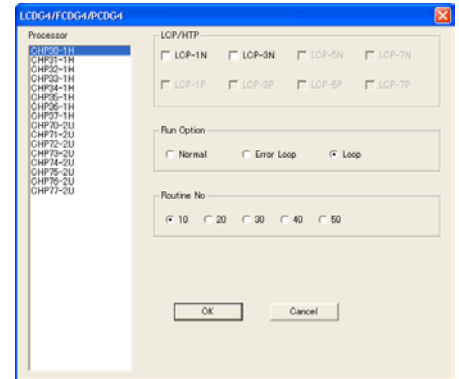 LCDG4/FCDG4/PCDG4
Processor
CHP30-1H
CHP31-1H
CHP32-1H
CHP33-1H
CHP34-1H
CHP35-1H
CHP36-1H
CHP37-1H
CHP70-2U
CHP71-2U
CHP72-2U
CHP73-2U
CHP74-2U
CHP75-2U
CHP76-2U
CHP77-2U
LCP/HTP
LCP-1N LCP-3N LCP-5N LCP-7N
LCP-1P LCP-3P LCP-5P LCP-7P
Run Option
Normal Error Loop Loop
Routine No
10 20 30 40 50
OK Cancel